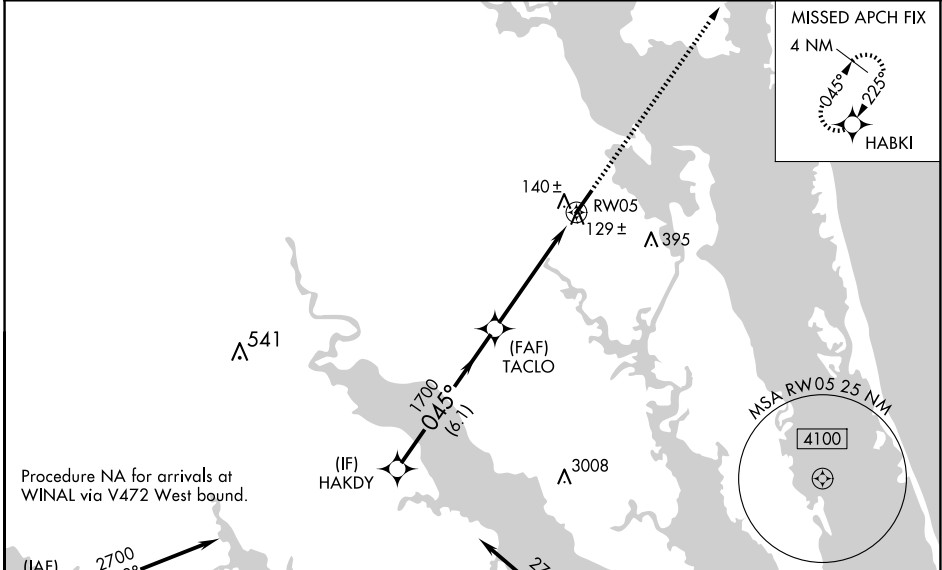 MISSED APCH FIX
4 NM
045°
225°
HABKI
140±
RW05
129±
395
541
(FAF)
TACLO
1700
045°
(6.1)
MSA RW05 25 NM
4100
(IF)
HAKDY
3008
Procedure NA for arrivals at
WINAL via V472 West bound.
2700
(IAF)